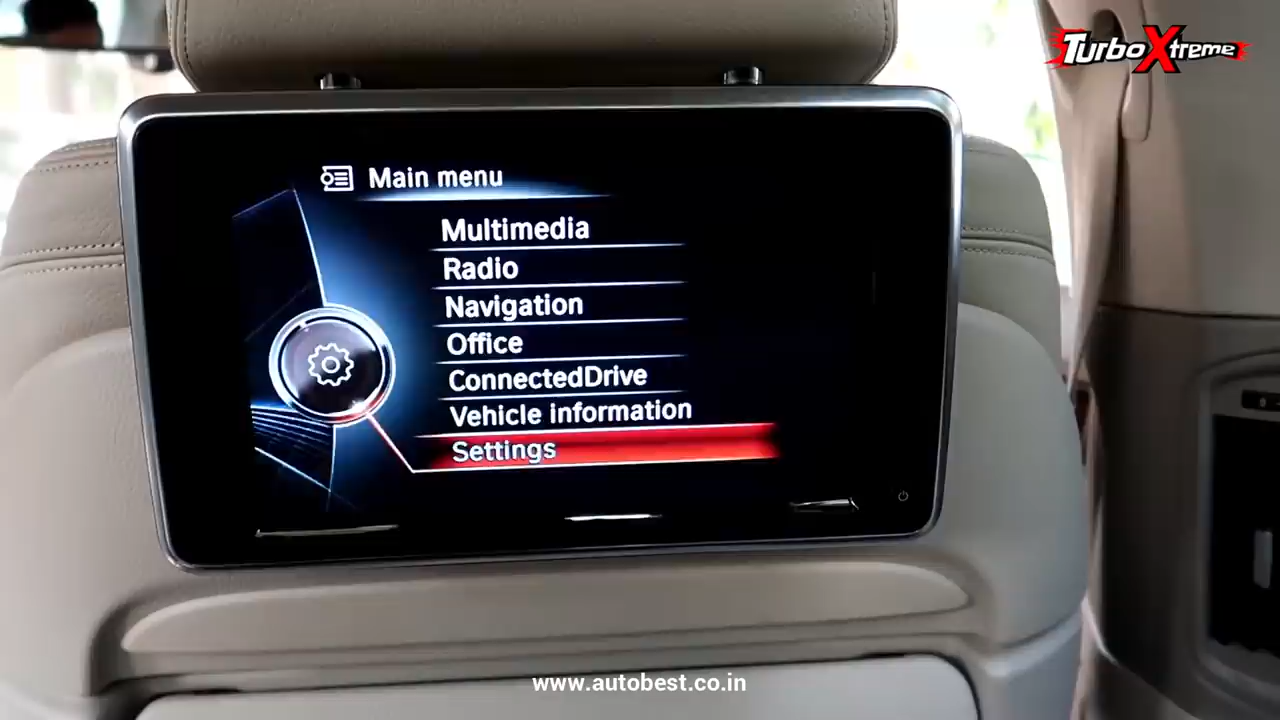 TurboXtreme
Main menu
Multimedia
Radio
Navigation
Office
ConnectedDrive
Vehicle information
Settings
www.autobest.co.in